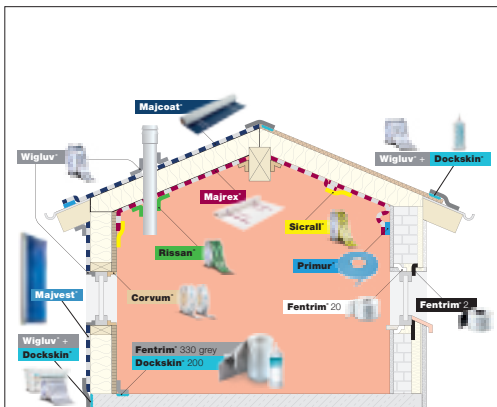 Majcoat®
Wigluv®
Wigluv® + Dockskin®
Majrex®
Sicrall®
Rissan®
Primur®
Majvest®
Corvum®
Fentrim® 20
Fentrim® 2
Wigluv® +
Dockskin®
Fentrim® 330 grey
Dockskin® 200